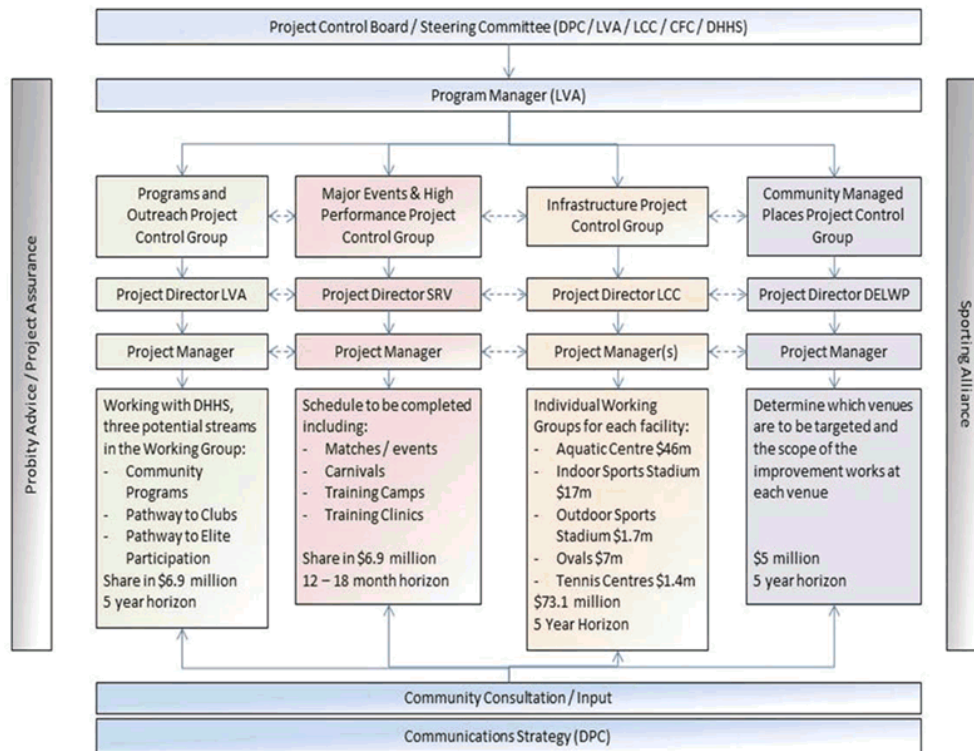 Project Control Board / Steering Committee (DPC / LVA / LCC / CFC / DHHS)
Program Manager (LVA)
Probity Advice / Project Assurance
Programs and
Outreach Project
Control Group
Major Events & High
Performance Project
Control Group
Infrastructure Project
Control Group
Community Managed
Places Project Control
Group
Project Director LVA
Project Director SRV
Project Director LCC
Project Director DELWP
Project Manager
Project Manager
Project Manager(s)
Project Manager
Working with DHHS,
three potential streams
in the Working Group:
- Community
Programs
- Pathway to Clubs
- Pathway to Elite
Participation
Share in $6.9 million
5 year horizon
Schedule to be completed
including:
- Matches / events
- Carnivals
- Training Camps
- Training Clinics
Share in $6.9 million
12 – 18 month horizon
Individual Working
Groups for each facility:
- Aquatic Centre $46m
- Indoor Sports Stadium
$17m
- Outdoor Sports
Stadium $1.7m
- Ovals $7m
- Tennis Centres $1.4m
$73.1 million
5 Year Horizon
Determine which venues
are to be targeted and
the scope of the
improvement works at
each venue
$5 million
5 year horizon
Sporting Alliance
Community Consultation / Input
Communications Strategy (DPC)